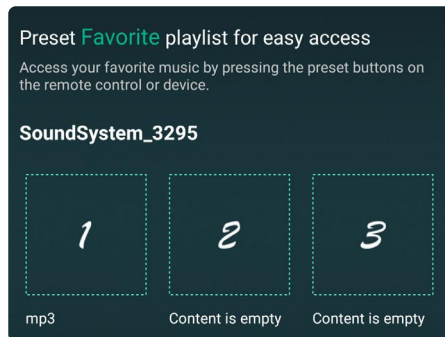 Preset Favorite playlist for easy access
Access your favorite music by pressing the preset buttons on
the remote control or device.
SoundSystem_3295
1 2 3
mp3 Content is empty Content is empty